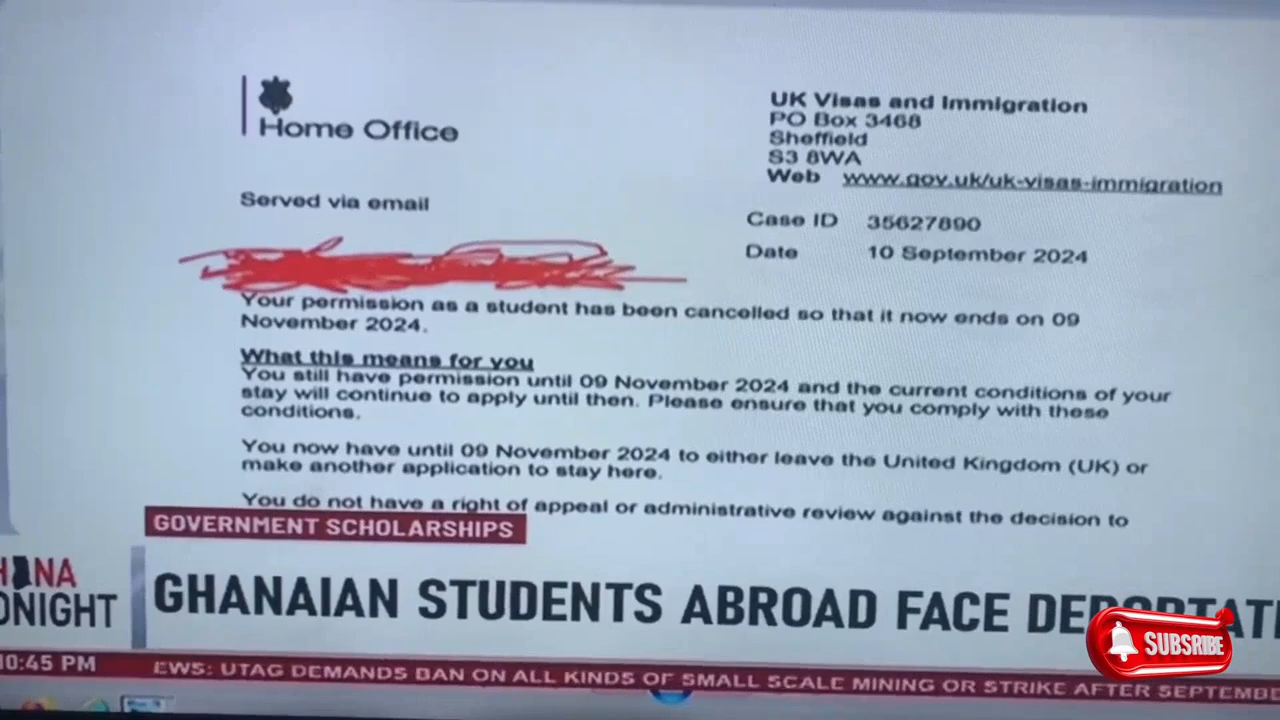 Home Office
UK Visas and Immigration
PO Box 3468
Sheffield
S3 8WA
Web www.gov.uk/uk-visas-immigration
Served via email
Case ID 35627890
Date 10 September 2024
Your permission as a student has been cancelled so that it now ends on 09
November 2024.
What this means for you
You still have permission until 09 November 2024 and the current conditions of your
stay will continue to apply until then. Please ensure that you comply with these
conditions.
You now have until 09 November 2024 to either leave the United Kingdom (UK) or
make another application to stay here.
You do not have a right of appeal or administrative review against the decision to
GOVERNMENT SCHOLARSHIPS
HANA
ONIGHT
GHANAIAN STUDENTS ABROAD FACE DEPORTATI
SUBSRIBE
10:45 PM
EWS: UTAG DEMANDS BAN ON ALL KINDS OF SMALL SCALE MINING OR STRIKE AFTER SEPTEMBE